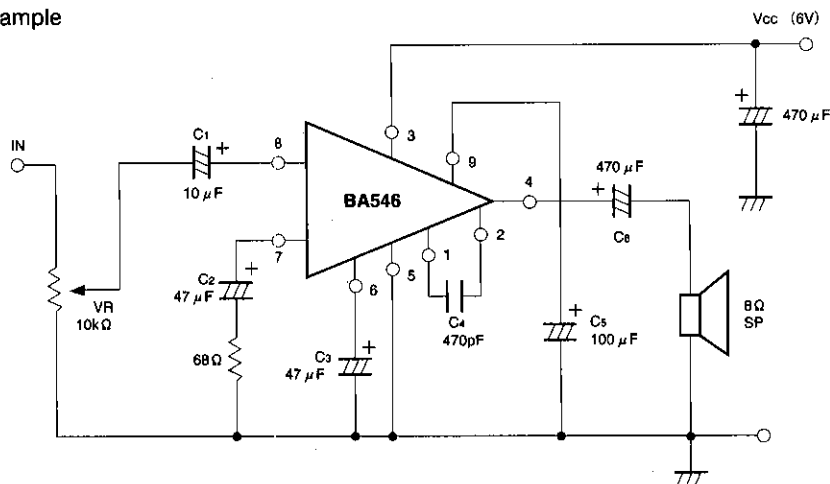 ample
Vcc (6V)
IN
C1
+
10 μF
8
3
9
+
470 μF
BA546
4
470 μF
+
C6
7
C2
+
47 μF
1
2
VR
10kΩ
6
5
C4
470pF
+
C5
100 μF
8Ω
SP
68Ω
C3
+
47 μF